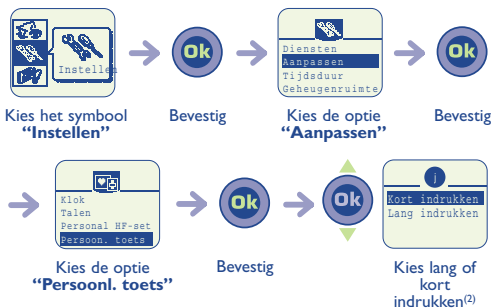 Instellen
Ok
Diensten
Aanpassen
Tijdsduur
Geheugenruimte
Ok
Kies het symbool
“Instellen”
Bevestig
Kies de optie
“Aanpassen”
Bevestig
Klok
Talen
Personal HF-set
Persoon. toets
Ok
Ok
j
Kort indrukken
Lang indrukken
Kies de optie
“Persoonl. toets”
Bevestig
Kies lang of
kort
indrukken(2)